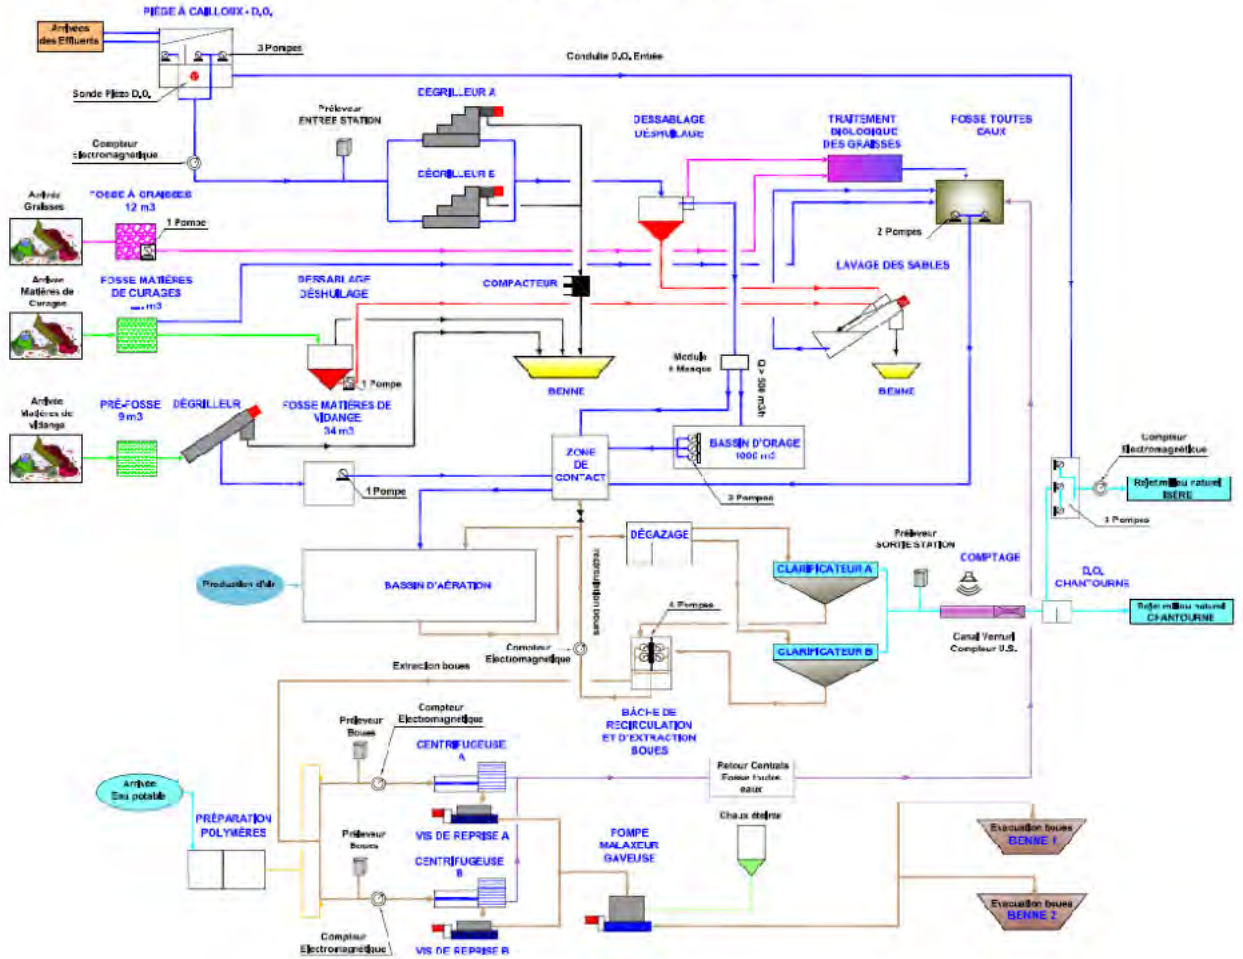 PIÈGE À CAILLOUX - D.O.
Arrivées
des Effluents
3 Pompes
Sonde Piézo D.O.
Conduite D.O. Entrée
Compteur
Electromagnétique
Préleveur
ENTREE STATION
DÉGRILLEUR A
DÉGRILLEUR B
DESSABLAGE
DÉSHUILAGE
TRAITEMENT
BIOLOGIQUE
DES GRAISSES
FOSSE TOUTES
EAUX
2 Pompes
Arrivée
Graisses
FOSSE À GRAISSES
12 m3
1 Pompe
Arrivée
Matières de
Curages
FOSSE MATIÈRES
DE CURAGES
m3
DESSABLAGE
DÉSHUILAGE
COMPACTEUR
LAVAGE DES SABLES
1 Pompe
BENNE
BENNE
Module
à Masque
Q > 500 m3h
Arrivée
Matières de
vidange
PRÉ-FOSSE
9 m3
DÉGRILLEUR
FOSSE MATIÈRES DE
VIDANGE
34 m3
1 Pompe
ZONE
DE
CONTACT
BASSIN D'ORAGE
1000 m3
3 Pompes
Compteur
Electromagnétique
Rejet milieu naturel
ISÈRE
3 Pompes
Production d'air
BASSIN D'AÉRATION
recirculation boues
DÉGAZAGE
CLARIFICATEUR A
CLARIFICATEUR B
Préleveur
SORTIE STATION
COMPTAGE
Canal Venturi
Compteur U.S.
D.O.
CHANTOURNE
Rejet milieu naturel
CHANTOURNE
4 Pompes
Compteur
Electromagnétique
Extraction boues
BÂCHE DE
RECIRCULATION
ET D'EXTRACTION
BOUES
Préleveur
Boues
Compteur
Electromagnétique
CENTRIFUGEUSE
A
VIS DE REPRISE A
Retour Centrats
Fosse toutes
eaux
Arrivée
Eau potable
PRÉPARATION
POLYMÈRES
Préleveur
Boues
CENTRIFUGEUSE
B
VIS DE REPRISE B
Compteur
Electromagnétique
POMPE
MALAXEUR
GAVEUSE
Chaux éteinte
Evacuation boues
BENNE 1
Evacuation boues
BENNE 2